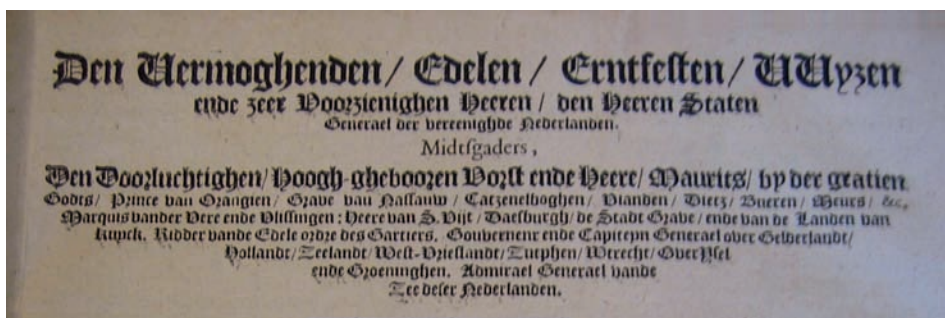 Den Vermoghenden/ Edelen/ Erntfesten/ VVyzen
ende zeer Voorzienighen Heeren/ den Heeren Staten
Generael der vereenighde Nederlanden.
Midtsgaders,
Den Doorluchtighen/ Hoogh-ghebooren Vorst ende Heere/ Maurits/ by der gratien
Godts/ Prince van Orangien/ Grave van Nassauw/ Catzenelboghen/ Vianden/ Dietz/ Bueren/ Meurs/ &c.
Marquis vander Vere ende Vlissingen: Heere van S. Vijt/ Daesburgh/ de Stadt Grave/ ende van de Landen van
Kuyck. Ridder vande Edele ordre des Gartiers. Gouverneur ende Capiteyn Generael over Gelderlandt/
Hollandt/ Zeelandt/ West-Vrieslandt/ Zutphen/ Wtrecht/ OverYsel
ende Groeninghen. Admirael Generael vande
Zee deser Nederlanden.